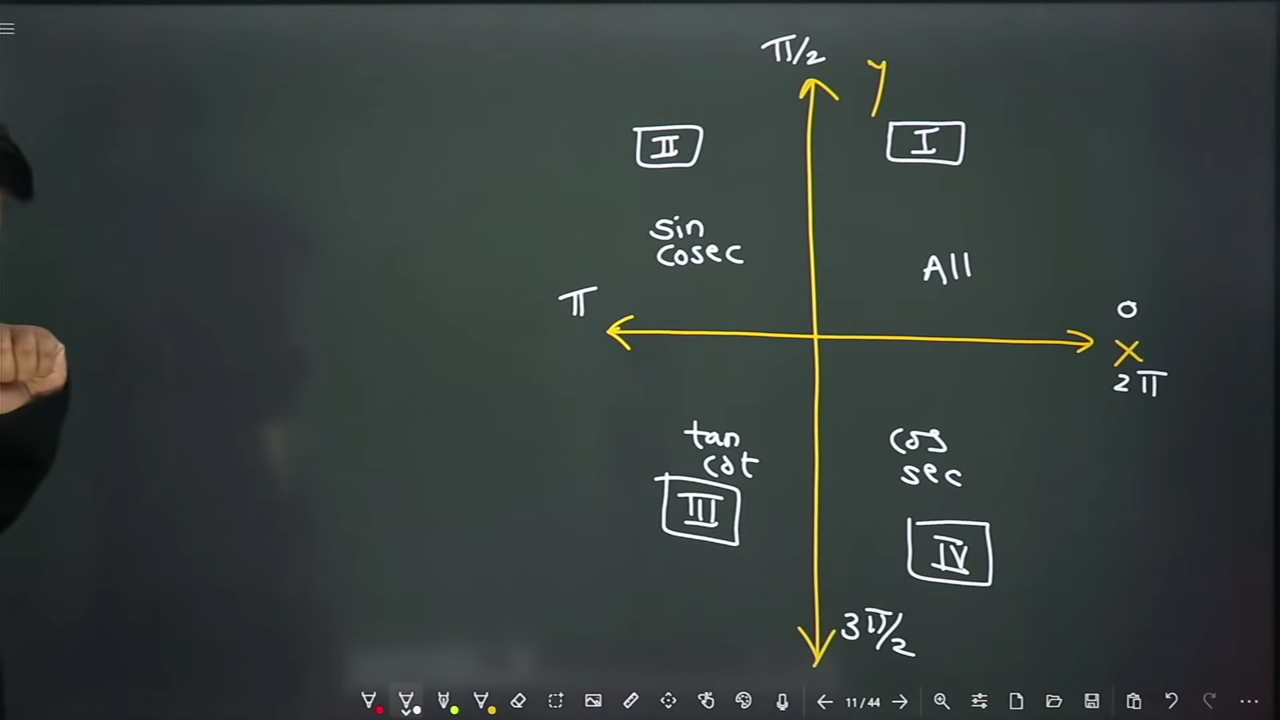 π/2
y
II
I
sin
cosec
All
π
0
x
2π
tan
cot
cos
sec
III
IV
3π/2
11/44